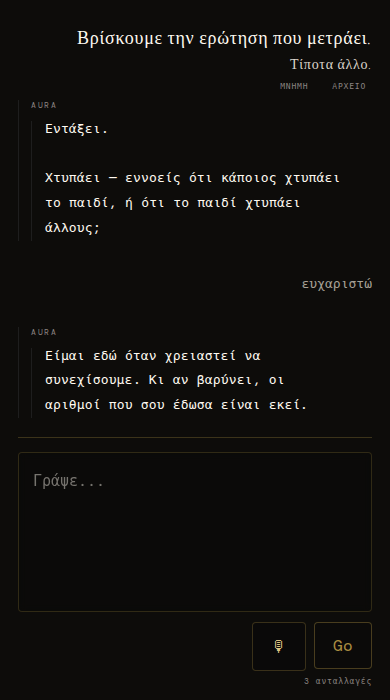 Βρίσκουμε την ερώτηση που μετράει.
Τίποτα άλλο.
ΜΝΗΜΗ ΑΡΧΕΙΟ
AURA
Εντάξει.
Χτυπάει — εννοείς ότι κάποιος χτυπάει
το παιδί, ή ότι το παιδί χτυπάει
άλλους;
ευχαριστώ
AURA
Είμαι εδώ όταν χρειαστεί να
συνεχίσουμε. Κι αν βαρύνει, οι
αριθμοί που σου έδωσα είναι εκεί.
Γράψε...
Go
3 ανταλλαγές